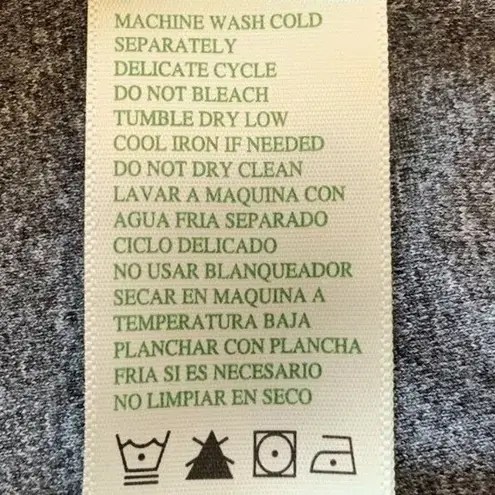 MACHINE WASH COLD
SEPARATELY
DELICATE CYCLE
DO NOT BLEACH
TUMBLE DRY LOW
COOL IRON IF NEEDED
DO NOT DRY CLEAN
LAVAR A MAQUINA CON
AGUA FRIA SEPARADO
CICLO DELICADO
NO USAR BLANQUEADOR
SECAR EN MAQUINA A
TEMPERATURA BAJA
PLANCHAR CON PLANCHA
FRIA SI ES NECESARIO
NO LIMPIAR EN SECO